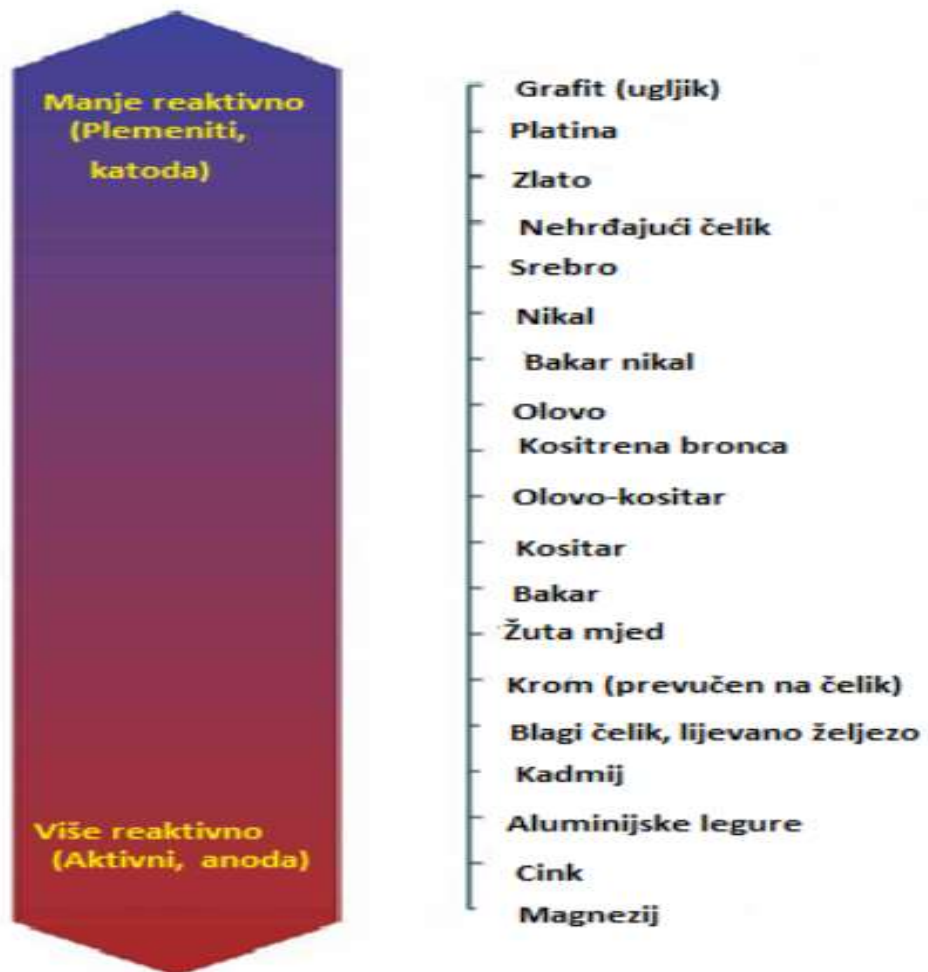 Manje reaktivno
(Plemeniti,
katoda)
Grafit (ugljik)
Platina
Zlato
Nehrđajući čelik
Srebro
Nikal
Bakar nikal
Olovo
Kositrena bronca
Olovo-kositar
Kositar
Bakar
Žuta mjed
Krom (prevučen na čelik)
Blagi čelik, lijevano željezo
Kadmij
Aluminijske legure
Cink
Magnezij
Više reaktivno
(Aktivni, anoda)